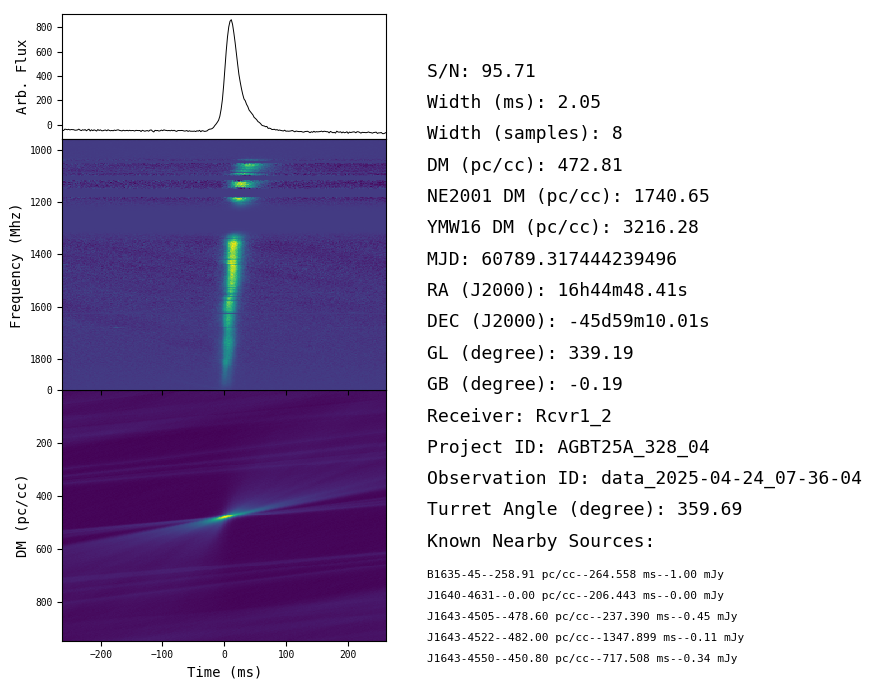 800
600
400
200
0
Arb. Flux
1000
1200
1400
1600
1800
Frequency (Mhz)
0
200
400
600
800
DM (pc/cc)
−200 −100 0 100 200
Time (ms)
S/N: 95.71
Width (ms): 2.05
Width (samples): 8
DM (pc/cc): 472.81
NE2001 DM (pc/cc): 1740.65
YMW16 DM (pc/cc): 3216.28
MJD: 60789.317444239496
RA (J2000): 16h44m48.41s
DEC (J2000): -45d59m10.01s
GL (degree): 339.19
GB (degree): -0.19
Receiver: Rcvr1_2
Project ID: AGBT25A_328_04
Observation ID: data_2025-04-24_07-36-04
Turret Angle (degree): 359.69
Known Nearby Sources:
B1635-45--258.91 pc/cc--264.558 ms--1.00 mJy
J1640-4631--0.00 pc/cc--206.443 ms--0.00 mJy
J1643-4505--478.60 pc/cc--237.390 ms--0.45 mJy
J1643-4522--482.00 pc/cc--1347.899 ms--0.11 mJy
J1643-4550--450.80 pc/cc--717.508 ms--0.34 mJy